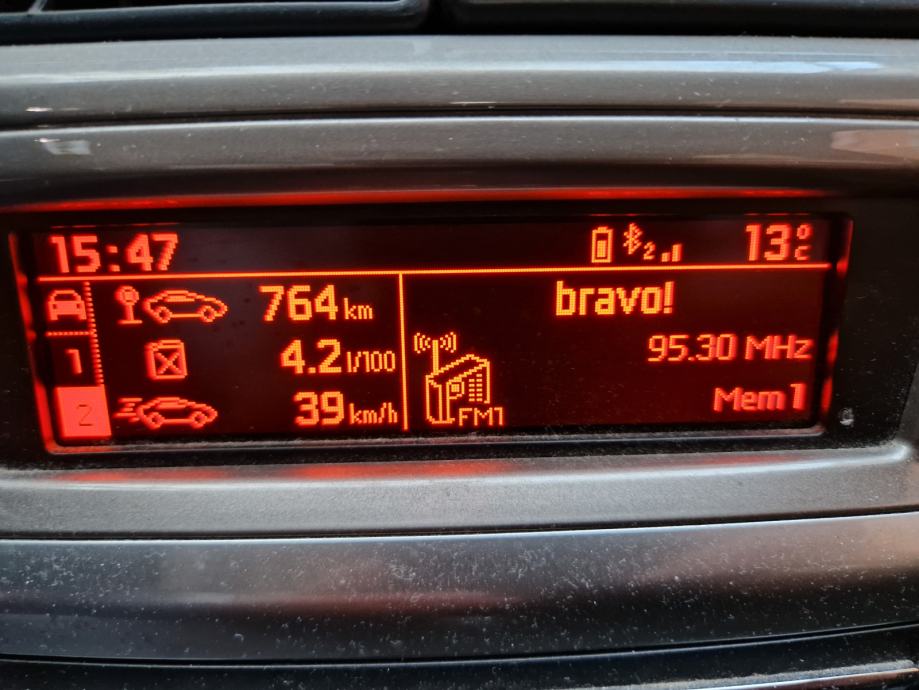 15:47 2 13°C
764 km
1 4.2 l/100
2 39 km/h
bravo!
95.30 MHz
FM1 Mem 1